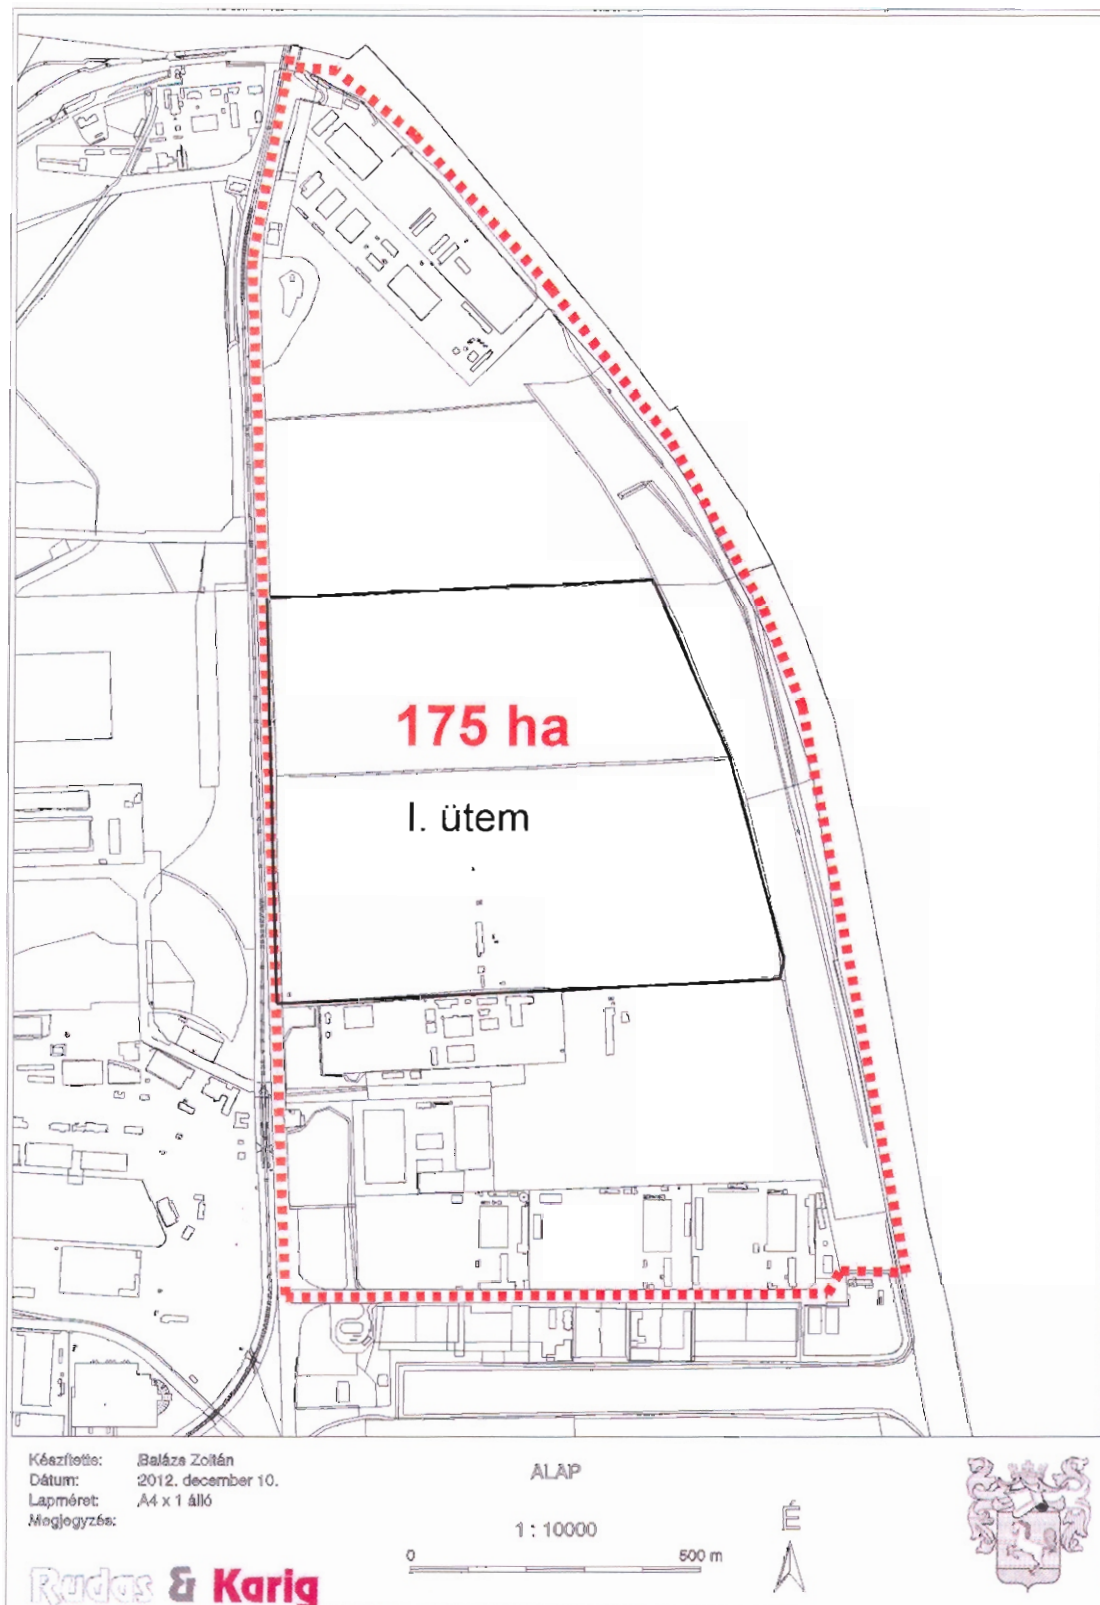 175 ha
I. ütem
Készítette: Balázs Zoltán
Dátum: 2012. december 10.
Lapméret: A4 x 1 álló
Megjegyzés:
ALAP
1 : 10000
É
0 500 m
Rudas & Karig